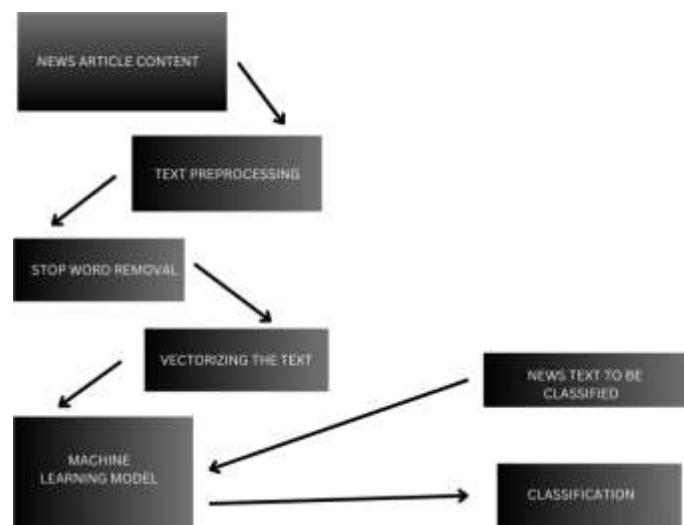 NEWS ARTICLE CONTENT
TEXT PREPROCESSING
STOP WORD REMOVAL
VECTORIZING THE TEXT
NEWS TEXT TO BE
CLASSIFIED
MACHINE
LEARNING MODEL
CLASSIFICATION